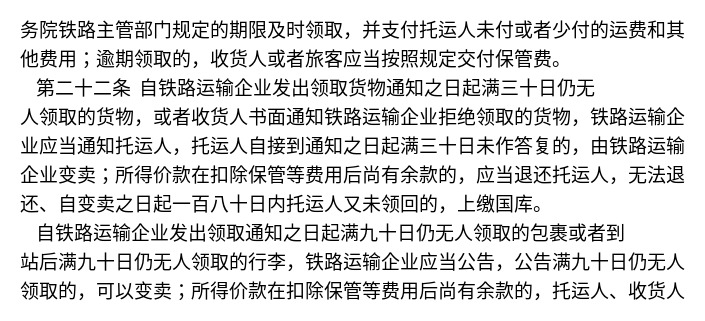 务院铁路主管部门规定的期限及时领取，并支付托运人未付或者少付的运费和其
他费用；逾期领取的，收货人或者旅客应当按照规定交付保管费。
第二十二条 自铁路运输企业发出领取货物通知之日起满三十日仍无
人领取的货物，或者收货人书面通知铁路运输企业拒绝领取的货物，铁路运输企
业应当通知托运人，托运人自接到通知之日起满三十日未作答复的，由铁路运输
企业变卖；所得价款在扣除保管等费用后尚有余款的，应当退还托运人，无法退
还、自变卖之日起一百八十日内托运人又未领回的，上缴国库。
自铁路运输企业发出领取通知之日起满九十日仍无人领取的包裹或者到
站后满九十日仍无人领取的行李，铁路运输企业应当公告，公告满九十日仍无人
领取的，可以变卖；所得价款在扣除保管等费用后尚有余款的，托运人、收货人